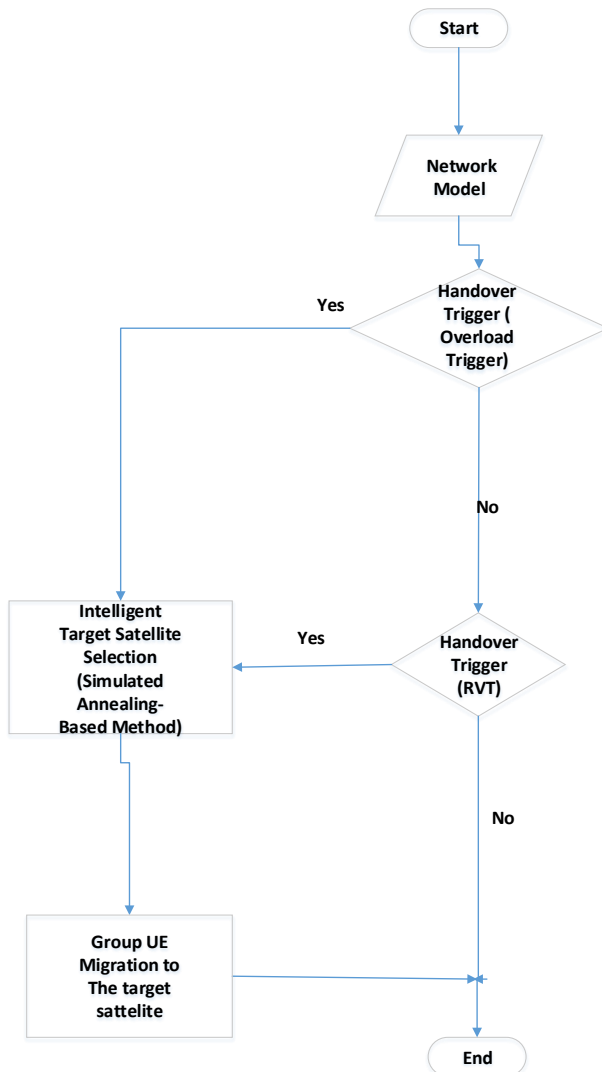 Start
Network
Model
Handover
Trigger (
Overload
Trigger)
Yes
No
Intelligent
Target Satellite
Selection
(Simulated
Annealing-
Based Method)
Yes
Handover
Trigger
(RVT)
No
Group UE
Migration to
The target
sattelite
End